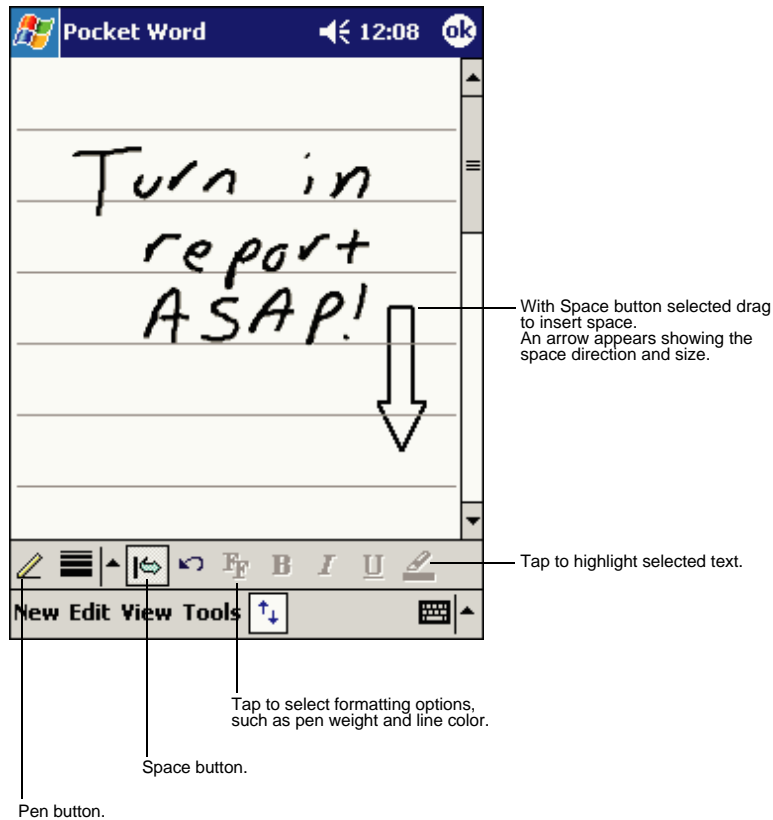 Pocket Word 12:08 ok
Turn in
report
ASAP!
With Space button selected drag
to insert space.
An arrow appears showing the
space direction and size.
FF B I U
Tap to highlight selected text.
New Edit View Tools
Tap to select formatting options,
such as pen weight and line color.
Space button.
Pen button.